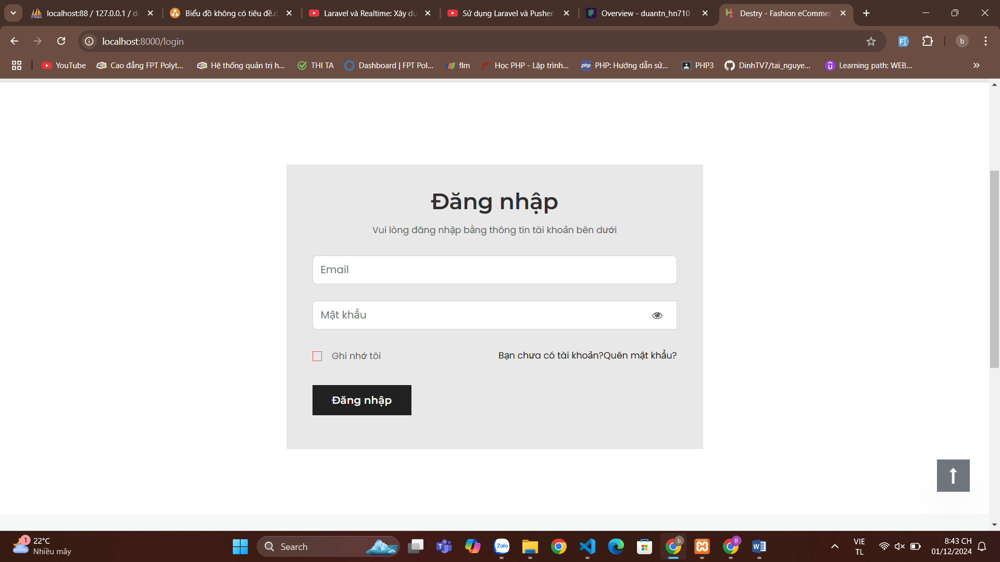 localhost:88 / 127.0.0.1 / da
Biểu đồ không có tiêu đề.d
Laravel và Realtime: Xây dụ
Sử dụng Laravel và Pusher
Overview - duantn_hn710 -
Destry - Fashion eCommer
localhost:8000/login
b
YouTube
Cao đẳng FPT Polyt...
Hệ thống quản trị h...
THI TA
Dashboard | FPT Pol...
flm
Học PHP - Lập trình...
php PHP: Hướng dẫn sử...
PHP3
DinhTV7/tai_nguye...
Learning path: WEB...
Đăng nhập
Vui lòng đăng nhập bằng thông tin tài khoản bên dưới
Email
Mật khẩu
Ghi nhớ tôi
Bạn chưa có tài khoản?Quên mật khẩu?
Đăng nhập
1
22°C
Nhiều mây
Search
Zalo
b
B
VIE
TL
8:43 CH
01/12/2024